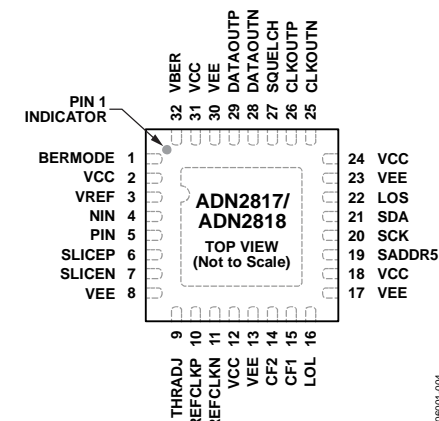 32 VBER
31 VCC
30 VEE
29 DATAOUTP
28 DATAOUTN
27 SQUELCH
26 CLKOUTP
25 CLKOUTN
PIN 1
INDICATOR
BERMODE 1
VCC 2
VREF 3
NIN 4
PIN 5
SLICEP 6
SLICEN 7
VEE 8
ADN2817/
ADN2818
TOP VIEW
(Not to Scale)
24 VCC
23 VEE
22 LOS
21 SDA
20 SCK
19 SADDR5
18 VCC
17 VEE
THRADJ 9
REFCLKP 10
REFCLKN 11
VCC 12
VEE 13
CF2 14
CF1 15
LOL 16